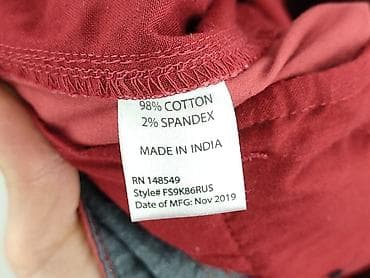 98% COTTON
2% SPANDEX
MADE IN INDIA
RN 148549
Style# FS9K86RUS
Date of MFG: Nov 2019